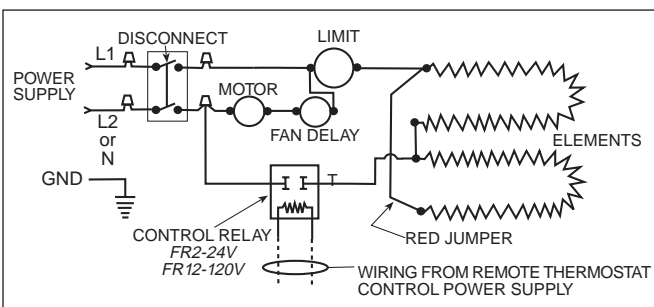 DISCONNECT
LIMIT
L1
POWER
SUPPLY
MOTOR
FAN DELAY
L2
or
N
ELEMENTS
GND
T
CONTROL RELAY
FR2-24V
FR12-120V
RED JUMPER
WIRING FROM REMOTE THERMOSTAT
CONTROL POWER SUPPLY